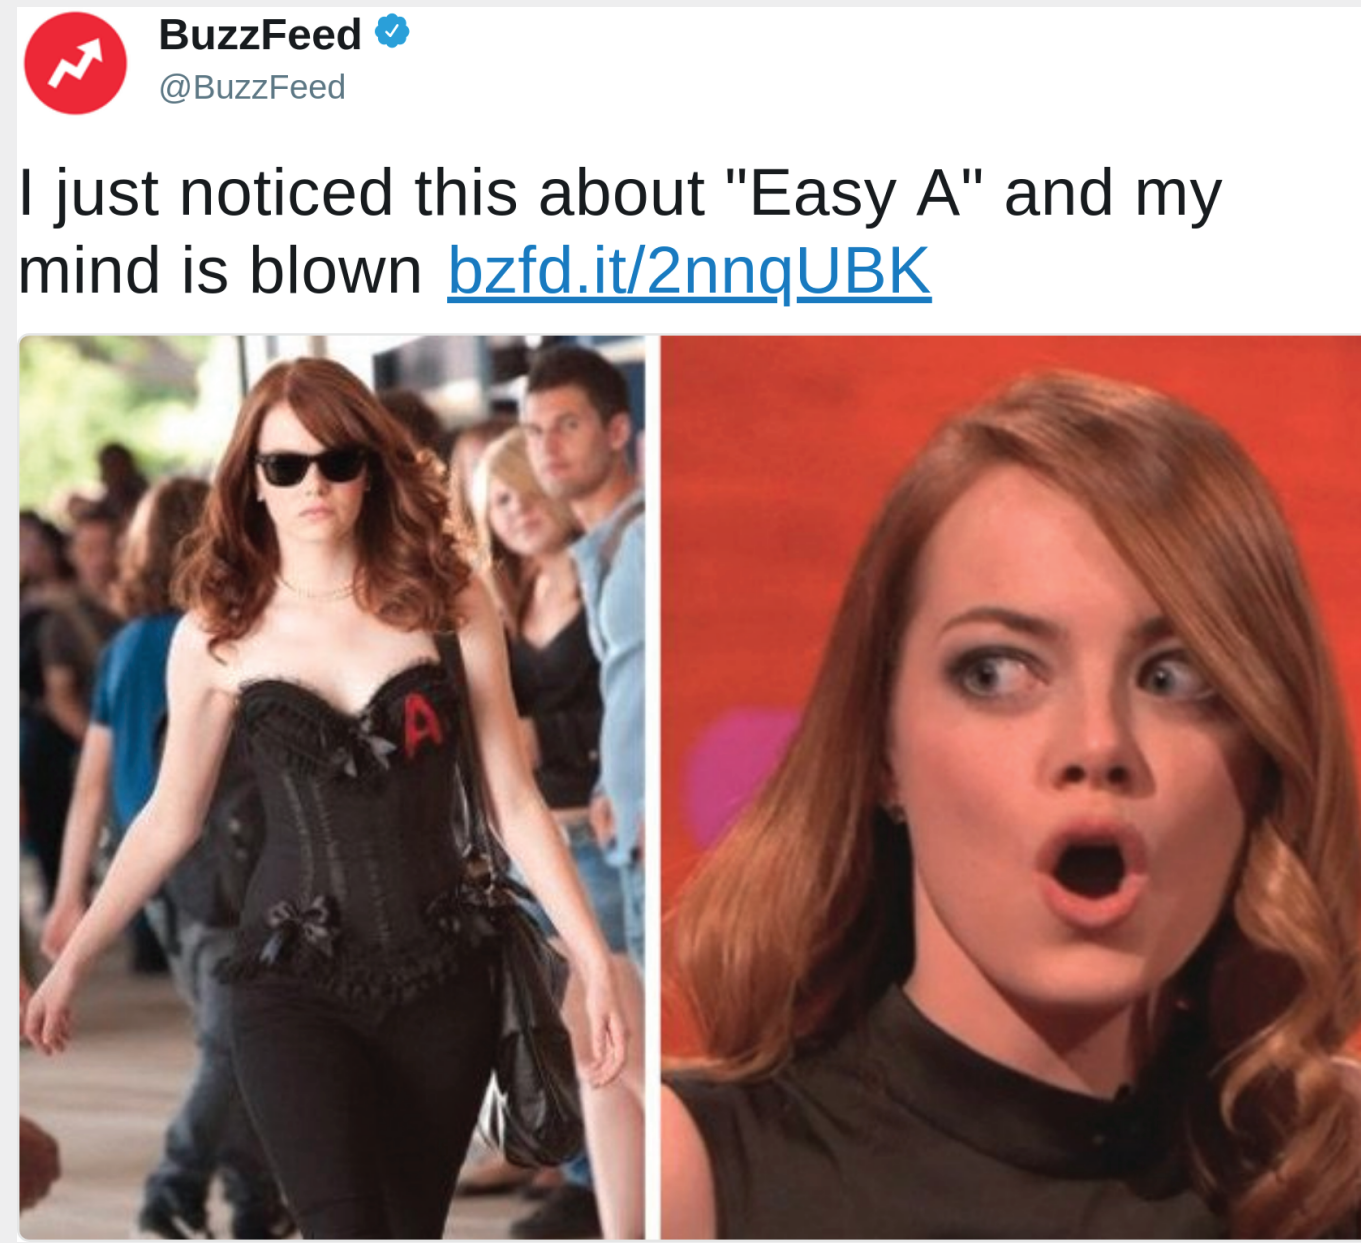 BuzzFeed
@BuzzFeed
I just noticed this about "Easy A" and my
mind is blown bzfd.it/2nnqUBK
A